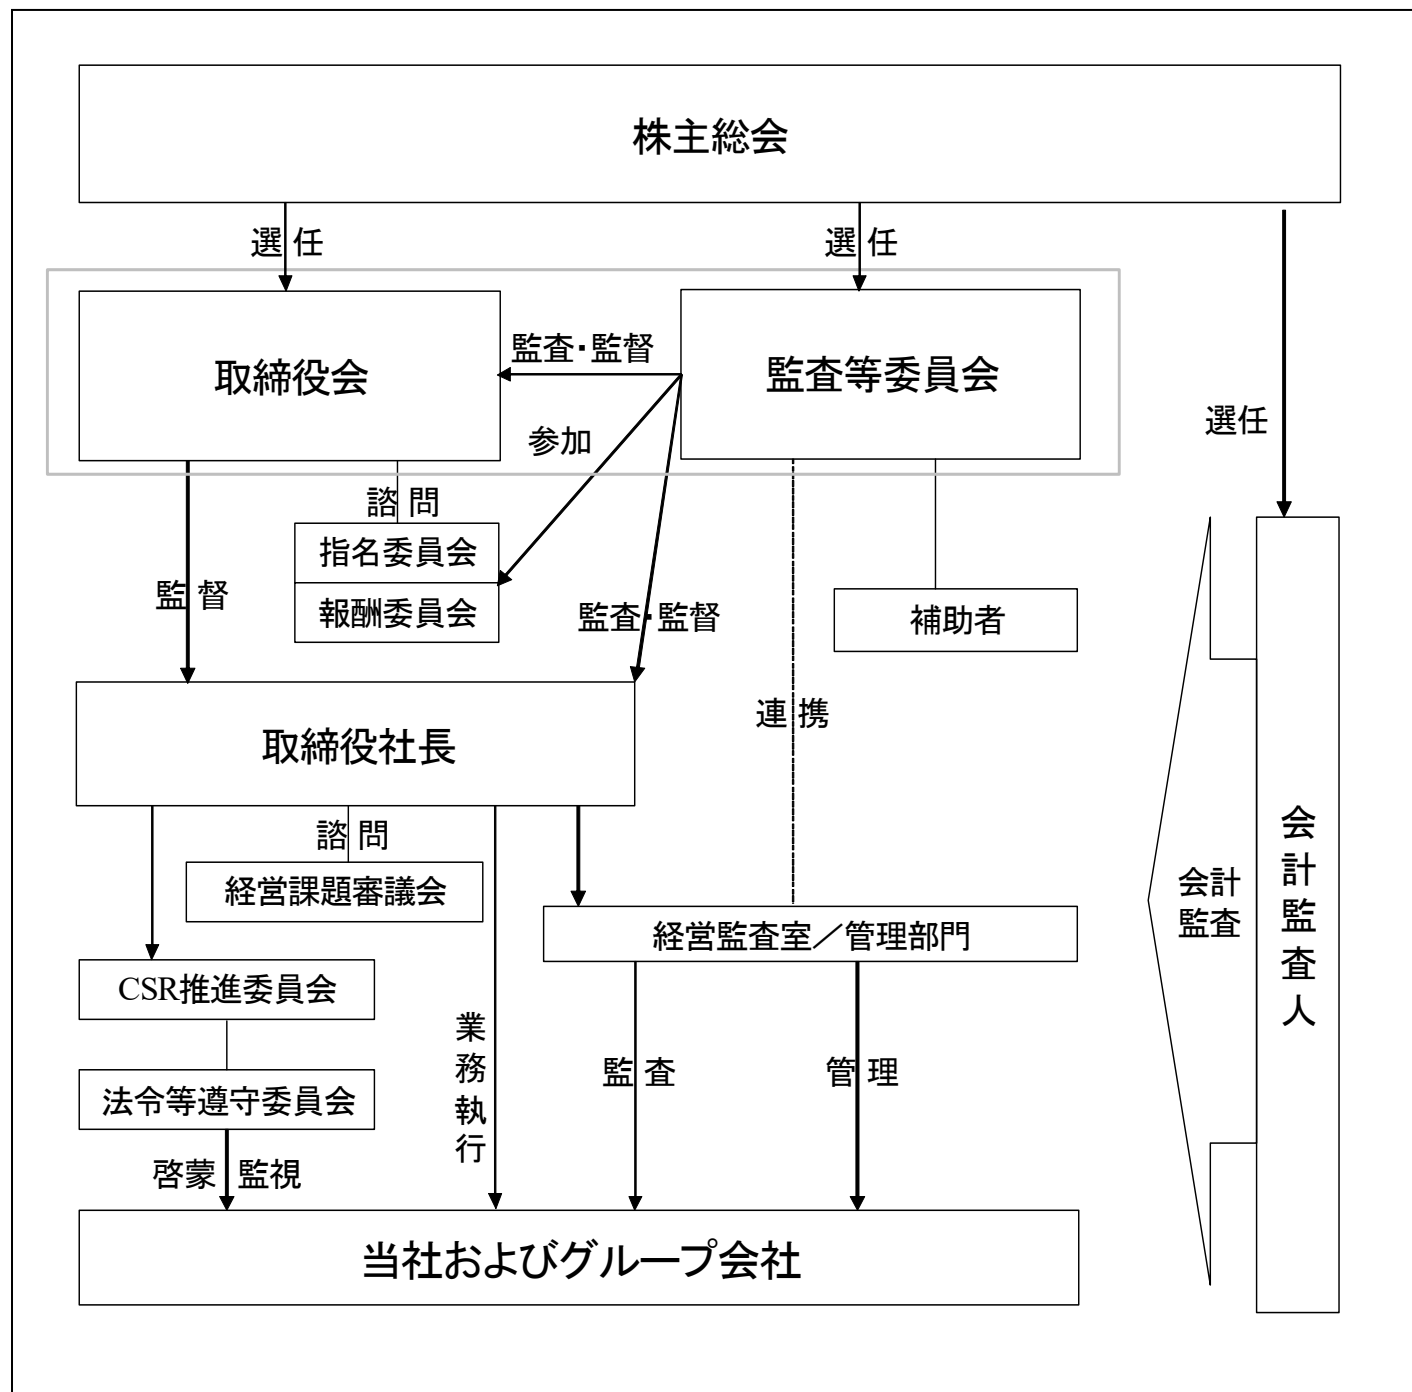 株主総会
選任
選任
取締役会
監査・監督
監査等委員会
選任
参加
諮問
指名委員会
報酬委員会
監督
監査・監督
補助者
取締役社長
連携
諮問
経営課題審議会
経営監査室／管理部門
会計
監査
会計監査人
CSR推進委員会
業務執行
監査
管理
法令等遵守委員会
啓蒙 監視
当社およびグループ会社